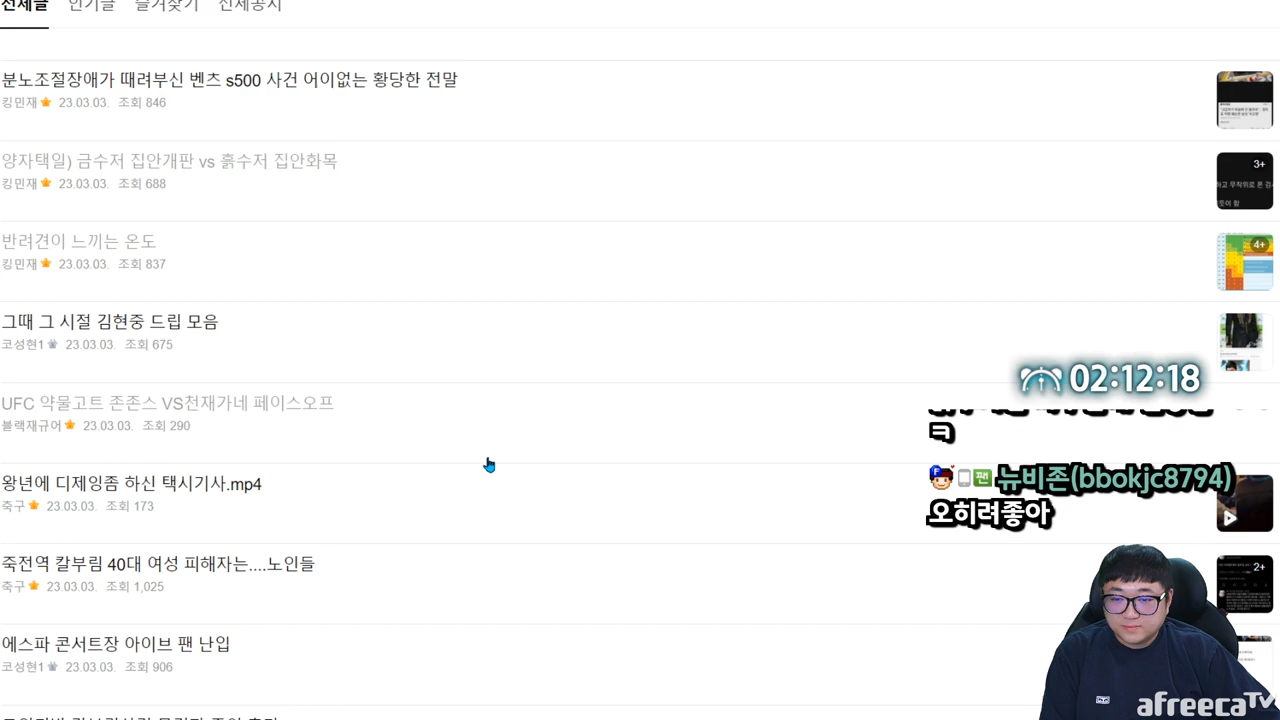 전체글 인기글 즐겨찾기 전체공지
분노조절장애가 때려부신 벤츠 s500 사건 어이없는 황당한 전말
킹민재 23.03.03. 조회 846
양자택일) 금수저 집안개판 vs 흙수저 집안화목
킹민재 23.03.03. 조회 688
3+
반려견이 느끼는 온도
킹민재 23.03.03. 조회 837
4+
그때 그 시절 김현중 드립 모음
코성현1 23.03.03. 조회 675
02:12:18
UFC 약물고트 존존스 VS천재가네 페이스오프
블랙재규어 23.03.03. 조회 290
ㅋ
왕년에 디제잉좀 하신 택시기사.mp4
축구 23.03.03. 조회 173
F 팬 뉴비존(bbokjc8794)
오히려좋아
죽전역 칼부림 40대 여성 피해자는....노인들
축구 23.03.03. 조회 1,025
2+
에스파 콘서트장 아이브 팬 난입
코성현1 23.03.03. 조회 906
afreecaTV